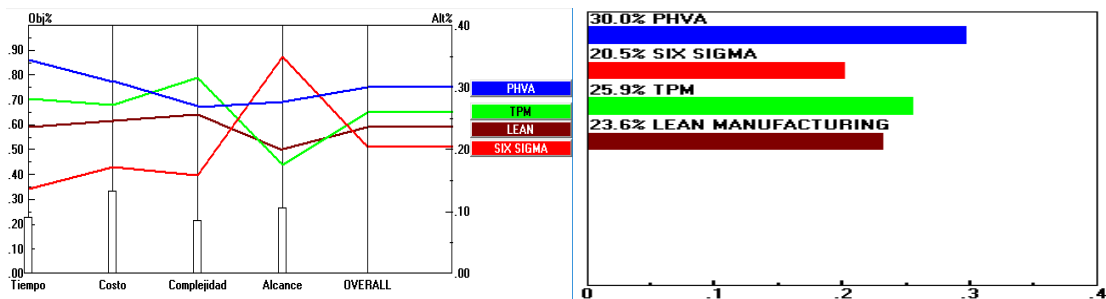 Obj% Alt%
.90
.80
.70
.60
.50
.40
.30
.20
.10
.00
.40
.30
.20
.10
.00
Tiempo Costo Complejidad Alcance OVERALL
PHVA
TPM
LEAN
SIX SIGMA
30.0% PHVA
20.5% SIX SIGMA
25.9% TPM
23.6% LEAN MANUFACTURING
0 .1 .2 .3 .4